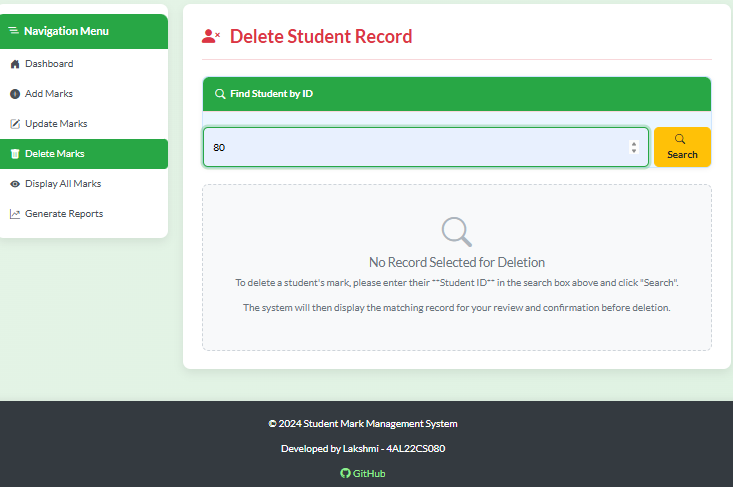 Navigation Menu
Dashboard
Add Marks
Update Marks
Delete Marks
Display All Marks
Generate Reports
Delete Student Record
Find Student by ID
80
Search
No Record Selected for Deletion
To delete a student's mark, please enter their **Student ID** in the search box above and click "Search".
The system will then display the matching record for your review and confirmation before deletion.
© 2024 Student Mark Management System
Developed by Lakshmi - 4AL22CS080
GitHub